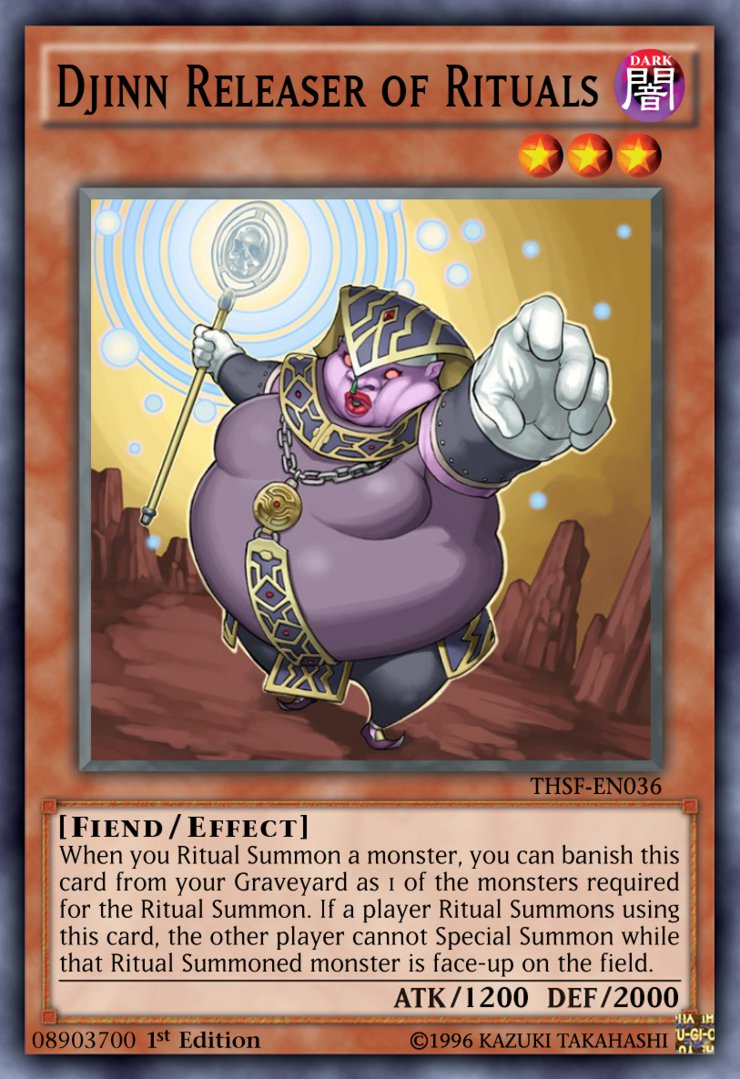 Djinn Releaser of Rituals
DARK
闇
THSF-EN036
[Fiend/Effect]
When you Ritual Summon a monster, you can banish this
card from your Graveyard as 1 of the monsters required
for the Ritual Summon. If a player Ritual Summons using
this card, the other player cannot Special Summon while
that Ritual Summoned monster is face-up on the field.
ATK/1200 DEF/2000
08903700 1st Edition ©1996 KAZUKI TAKAHASHI